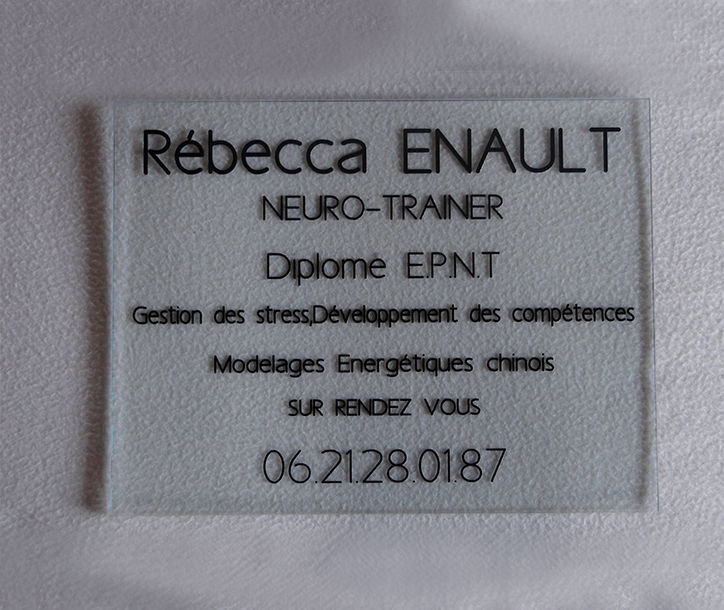 Rébecca ENAULT
NEURO-TRAINER
Diplome E.P.N.T
Gestion des stress,Développement des compétences
Modelages Energétiques chinois
SUR RENDEZ VOUS
06.21.28.01.87